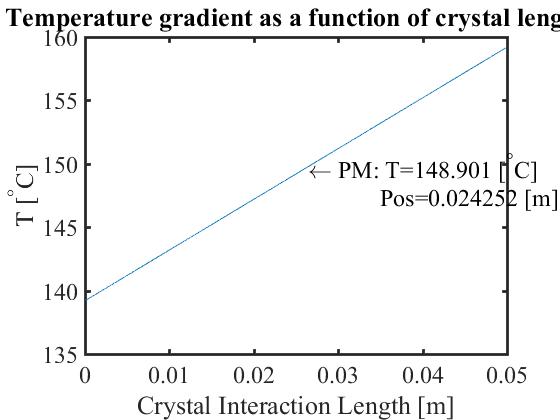 Temperature gradient as a function of crystal leng
160
155
150
145
140
135
T [°C]
← PM: T=148.901 [°C]
Pos=0.024252 [m]
0 0.01 0.02 0.03 0.04 0.05
Crystal Interaction Length [m]